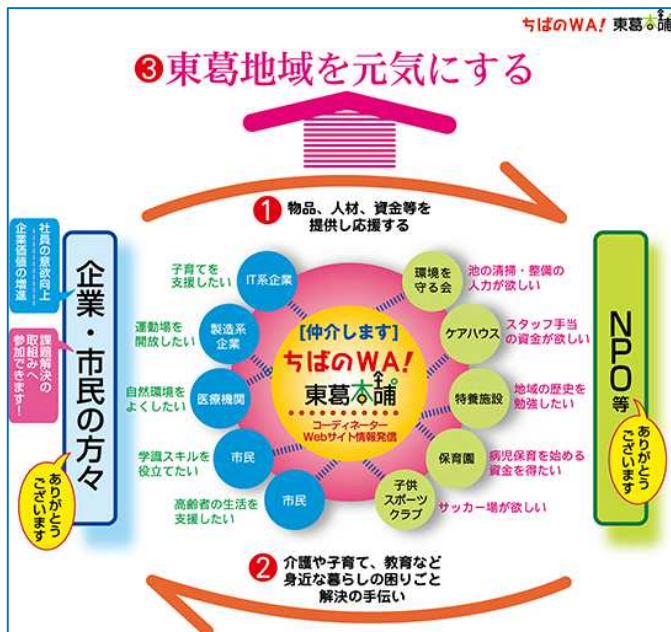 ちばのWA! 東葛本舗
❸東葛地域を元気にする
❶ 物品、人材、資金等を
提供し応援する
社員の意欲向上
企業価値の増進
課題解決の
取組みへ
参加できます!
企業・市民の方々
ありがとう
ございます
子育てを
支援したい
IT系企業
運動場を
開放したい
製造系
企業
自然環境を
よくしたい
医療機関
学識スキルを
役立てたい
市民
高齢者の生活を
支援したい
市民
[仲介します]
ちばのWA!
東葛本舗
コーディネーター
Webサイト情報発信
環境を
守る会
池の清掃・整備の
人力が欲しい
ケアハウス
スタッフ手当
の資金が欲しい
特養施設
地域の歴史を
勉強したい
保育園
病児保育を始める
資金を得たい
子供
スポーツ
クラブ
サッカー場が欲しい
NPO等
ありがとう
ございます
❷ 介護や子育て、教育など
身近な暮らしの困りごと
解決の手伝い